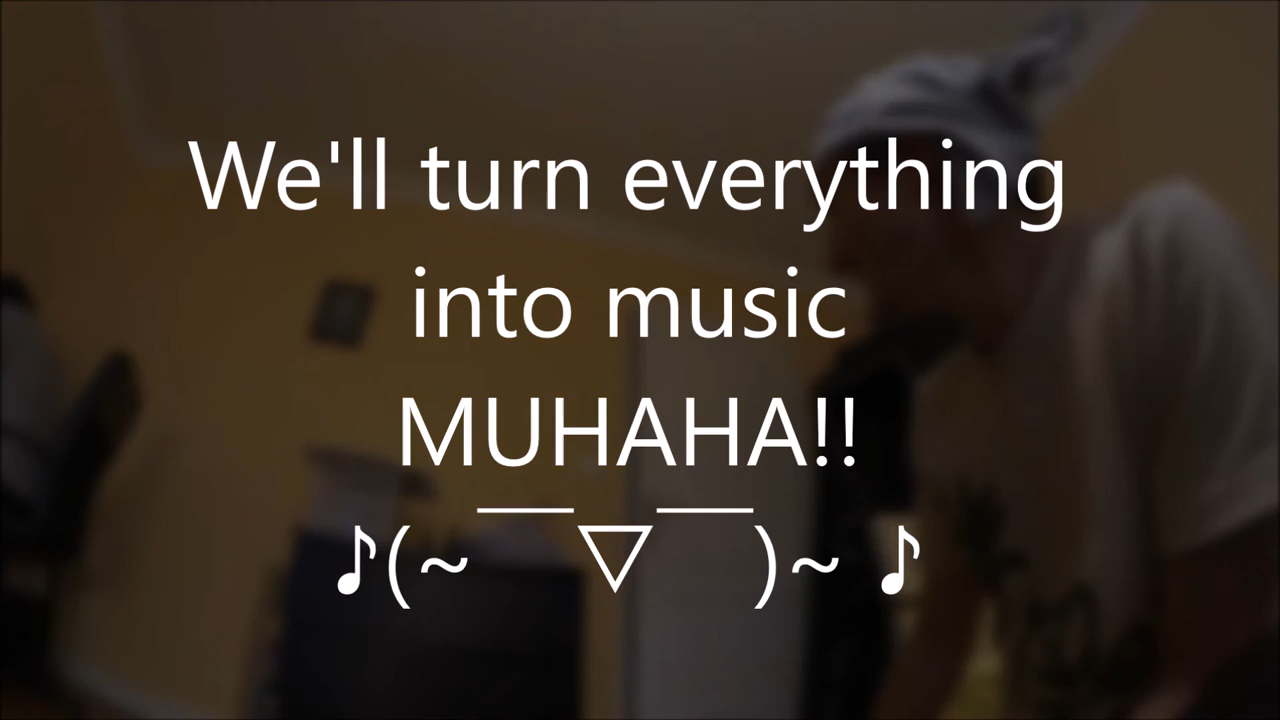 We'll turn everything
into music
MUHAHA!!
♪(~ ￣▽￣ )~ ♪